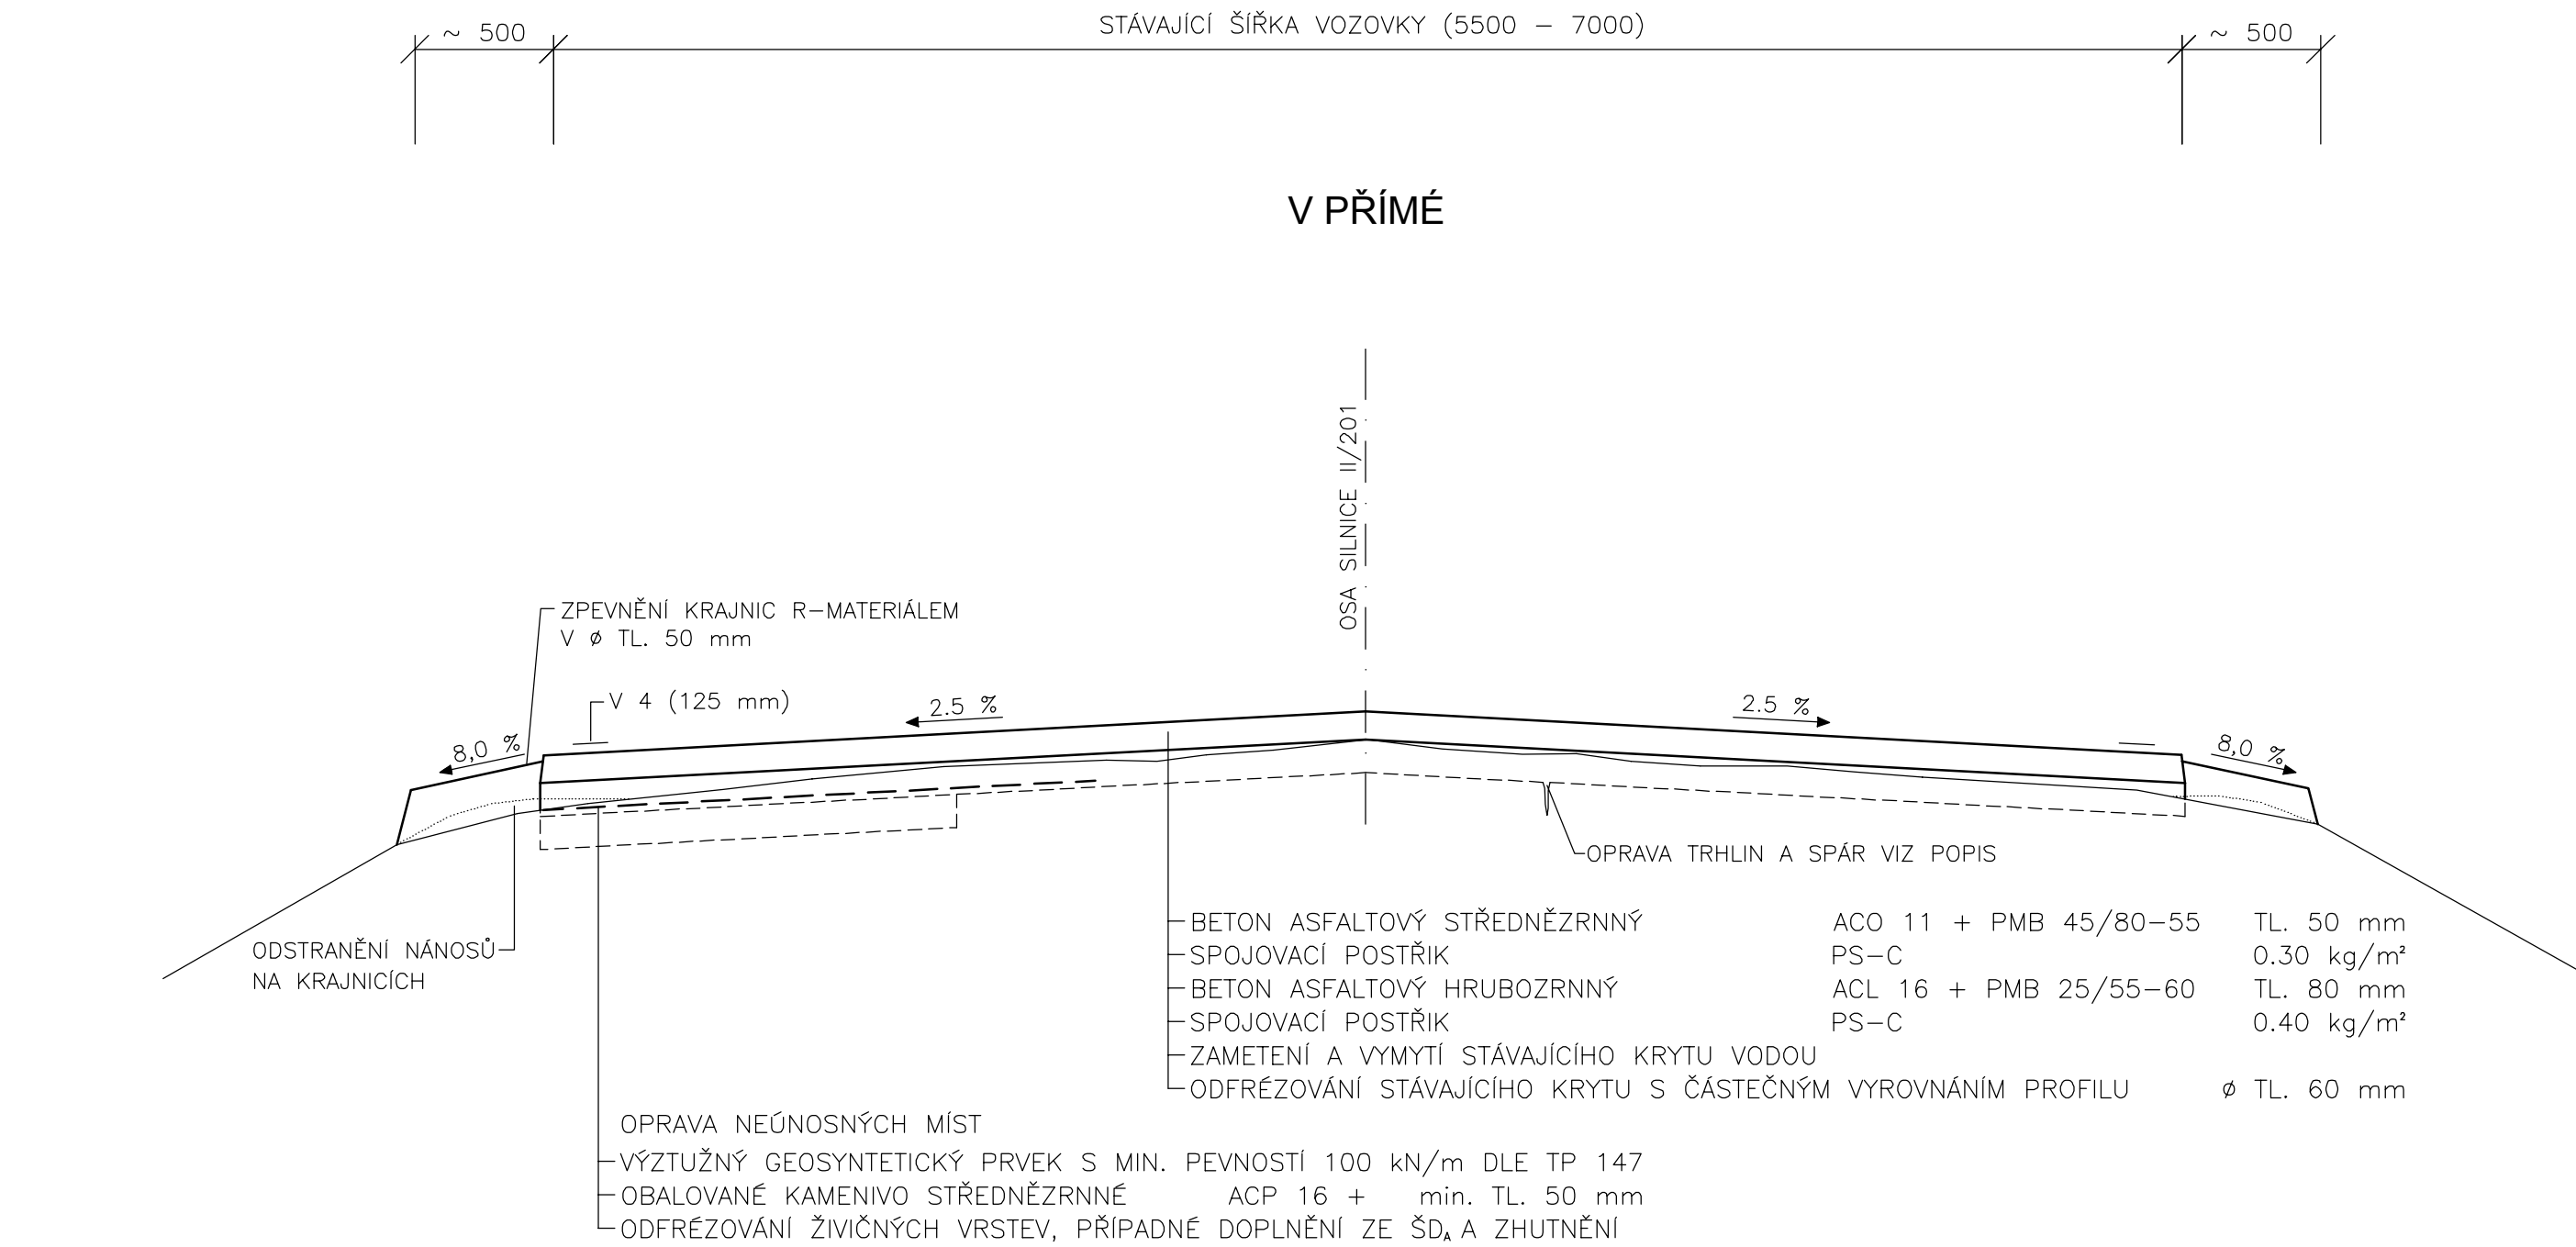 STÁVAJÍCÍ ŠÍŘKA VOZOVKY (5500 – 7000)
~ 500
~ 500
V PŘÍMÉ
OSA SILNICE II/201
ZPEVNĚNÍ KRAJNIC R–MATERIÁLEM
V ø TL. 50 mm
V 4 (125 mm)
2.5 %
2.5 %
8,0 %
8,0 %
OPRAVA TRHLIN A SPÁR VIZ POPIS
ODSTRANĚNÍ NÁNOSŮ
NA KRAJNICÍCH
BETON ASFALTOVÝ STŘEDNĚZRNNÝ ACO 11 + PMB 45/80–55 TL. 50 mm
SPOJOVACÍ POSTŘIK PS–C 0.30 kg/m²
BETON ASFALTOVÝ HRUBOZRNNÝ ACL 16 + PMB 25/55–60 TL. 80 mm
SPOJOVACÍ POSTŘIK PS–C 0.40 kg/m²
ZAMETENÍ A VYMYTÍ STÁVAJÍCÍHO KRYTU VODOU
ODFRÉZOVÁNÍ STÁVAJÍCÍHO KRYTU S ČÁSTEČNÝM VYROVNÁNÍM PROFILU ø TL. 60 mm
OPRAVA NEÚNOSNÝCH MÍST
VÝZTUŽNÝ GEOSYNTETICKÝ PRVEK S MIN. PEVNOSTÍ 100 kN/m DLE TP 147
OBALOVANÉ KAMENIVO STŘEDNĚZRNNÉ ACP 16 + min. TL. 50 mm
ODFRÉZOVÁNÍ ŽIVIČNÝCH VRSTEV, PŘÍPADNÉ DOPLNĚNÍ ZE ŠDA A ZHUTNĚNÍ